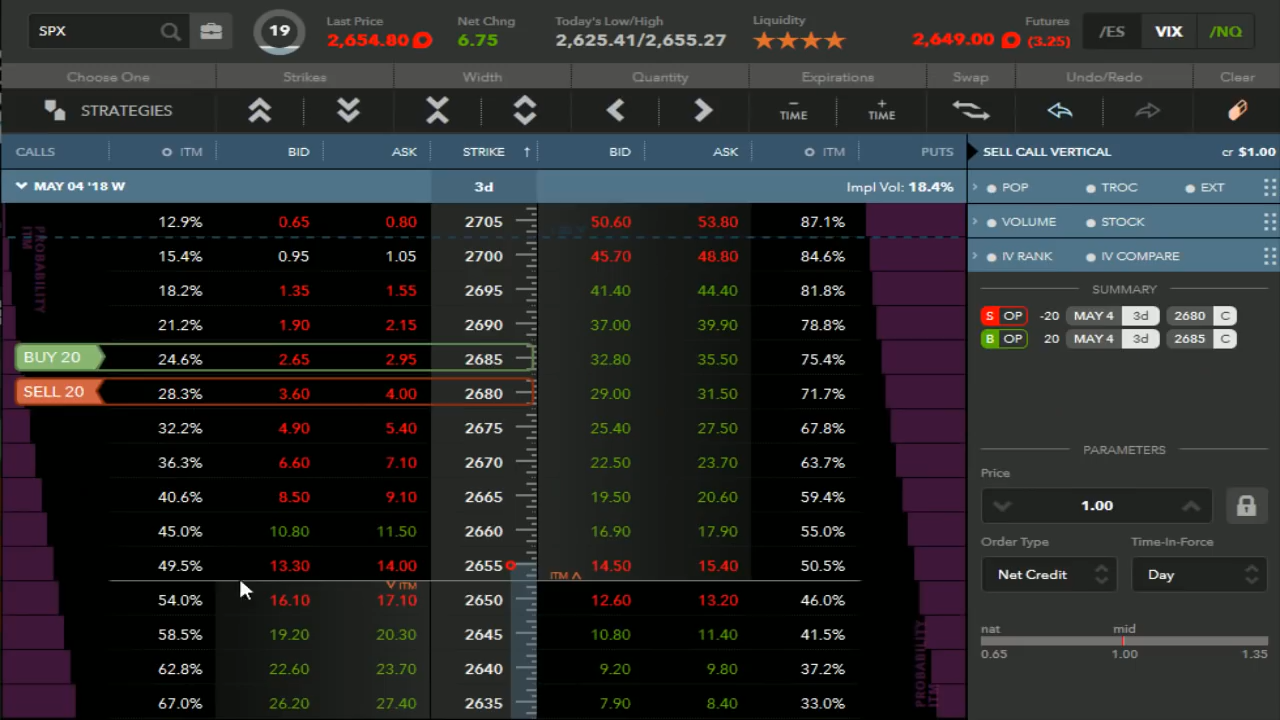 SPX
19
Last Price
2,654.80
Net Chng
6.75
Today's Low/High
2,625.41/2,655.27
Liquidity
Futures
2,649.00 (3.25)
/ES VIX /NQ
Choose One Strikes Width Quantity Expirations Swap Undo/Redo Clear
STRATEGIES − TIME + TIME
CALLS ITM BID ASK STRIKE ↑ BID ASK ITM PUTS
MAY 04 '18 W 3d Impl Vol: 18.4%
12.9% 0.65 0.80 2705 50.60 53.80 87.1%
15.4% 0.95 1.05 2700 45.70 48.80 84.6%
18.2% 1.35 1.55 2695 41.40 44.40 81.8%
21.2% 1.90 2.15 2690 37.00 39.90 78.8%
BUY 20 24.6% 2.65 2.95 2685 32.80 35.50 75.4%
SELL 20 28.3% 3.60 4.00 2680 29.00 31.50 71.7%
32.2% 4.90 5.40 2675 25.40 27.50 67.8%
36.3% 6.60 7.10 2670 22.50 23.70 63.7%
40.6% 8.50 9.10 2665 19.50 20.60 59.4%
45.0% 10.80 11.50 2660 16.90 17.90 55.0%
49.5% 13.30 14.00 2655 14.50 15.40 50.5%
ITM ITM
54.0% 16.10 17.10 2650 12.60 13.20 46.0%
58.5% 19.20 20.30 2645 10.80 11.40 41.5%
62.8% 22.60 23.70 2640 9.20 9.80 37.2%
67.0% 26.20 27.40 2635 7.90 8.40 33.0%
PROBABILITY ITM
PROBABILITY ITM
SELL CALL VERTICAL cr $1.00
POP TROC EXT
VOLUME STOCK
IV RANK IV COMPARE
SUMMARY
S OP -20 MAY 4 3d 2680 C
B OP 20 MAY 4 3d 2685 C
PARAMETERS
Price
1.00
Order Type Time-In-Force
Net Credit Day
nat mid
0.65 1.00 1.35